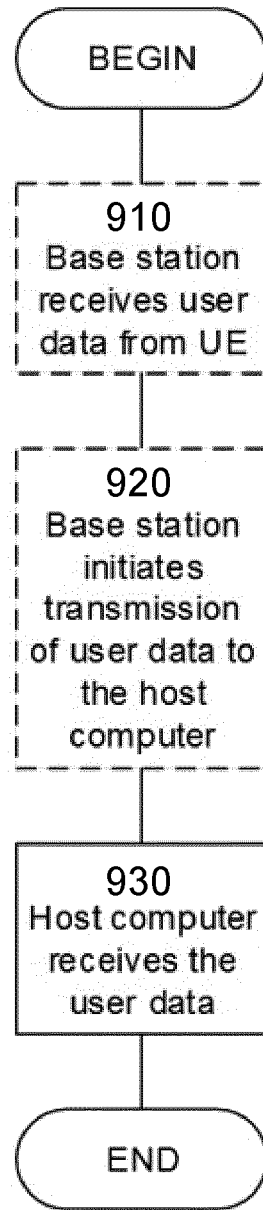 BEGIN
910
Base station
receives user
data from UE
920
Base station
initiates
transmission
of user data to
the host
computer
930
Host computer
receives the
user data
END